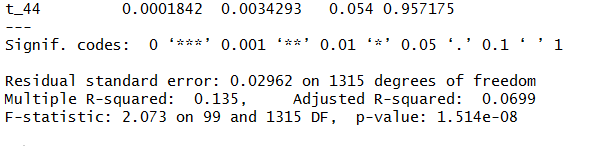 t_44 0.0001842 0.0034293 0.054 0.957175
---
Signif. codes: 0 ‘***’ 0.001 ‘**’ 0.01 ‘*’ 0.05 ‘.’ 0.1 ‘ ’ 1
Residual standard error: 0.02962 on 1315 degrees of freedom
Multiple R-squared: 0.135, Adjusted R-squared: 0.0699
F-statistic: 2.073 on 99 and 1315 DF, p-value: 1.514e-08